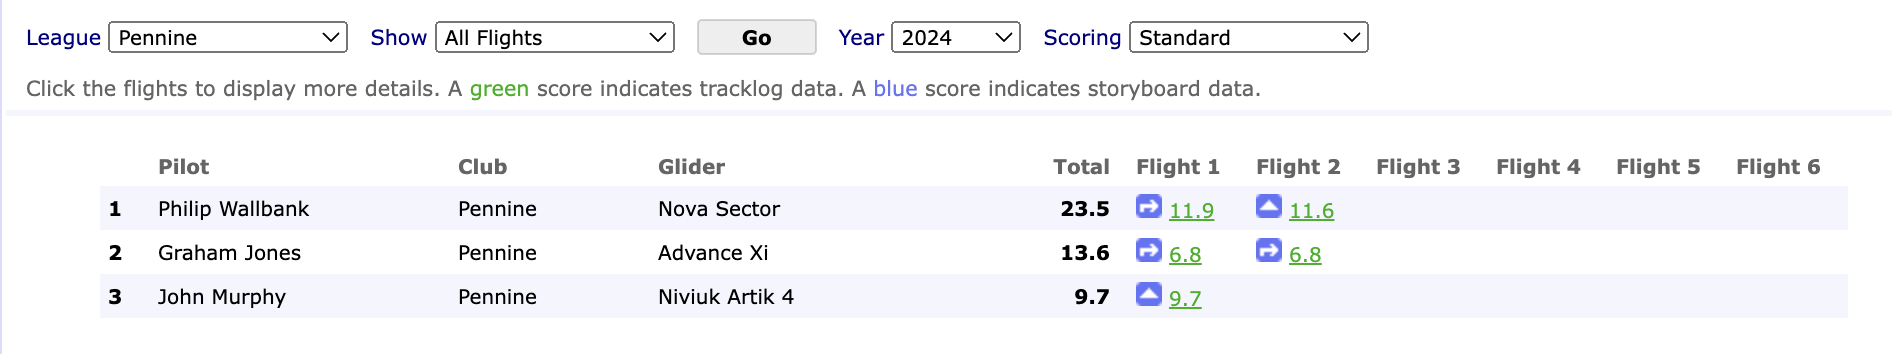 League Pennine Show All Flights Go Year 2024 Scoring Standard
Click the flights to display more details. A green score indicates tracklog data. A blue score indicates storyboard data.
Pilot Club Glider Total Flight 1 Flight 2 Flight 3 Flight 4 Flight 5 Flight 6
1 Philip Wallbank Pennine Nova Sector 23.5 11.9 11.6
2 Graham Jones Pennine Advance Xi 13.6 6.8 6.8
3 John Murphy Pennine Niviuk Artik 4 9.7 9.7